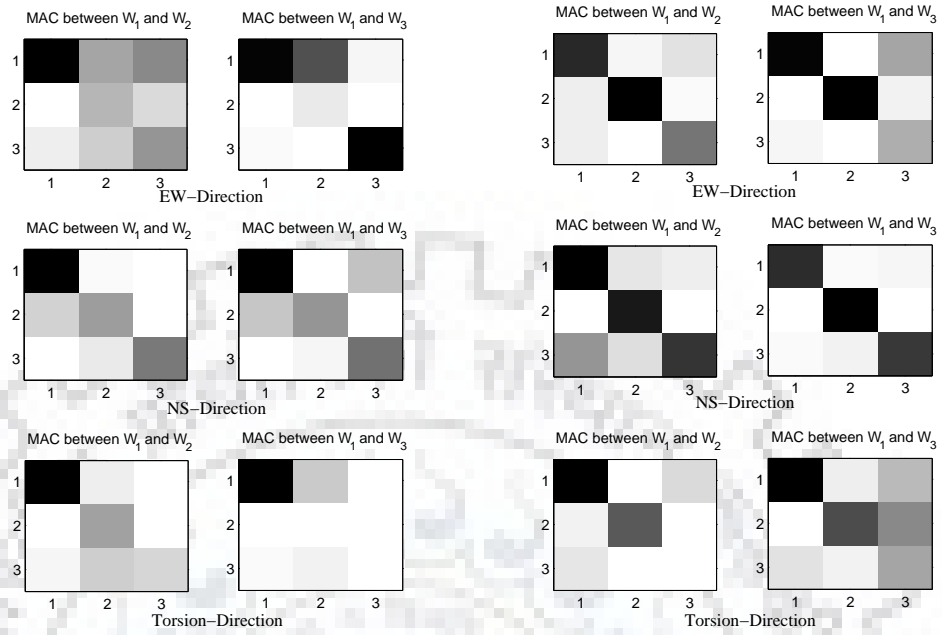 MAC between W1 and W2
MAC between W1 and W3
1
2
3
1 2 3
1
2
3
1 2 3
EW−Direction
MAC between W1 and W2
MAC between W1 and W3
1
2
3
1 2 3
1
2
3
1 2 3
NS−Direction
MAC between W1 and W2
MAC between W1 and W3
1
2
3
1 2 3
1
2
3
1 2 3
Torsion−Direction
MAC between W1 and W2
MAC between W1 and W3
1
2
3
1 2 3
1
2
3
1 2 3
EW−Direction
MAC between W1 and W2
MAC between W1 and W3
1
2
3
1 2 3
1
2
3
1 2 3
NS−Direction
MAC between W1 and W2
MAC between W1 and W3
1
2
3
1 2 3
1
2
3
1 2 3
Torsion−Direction